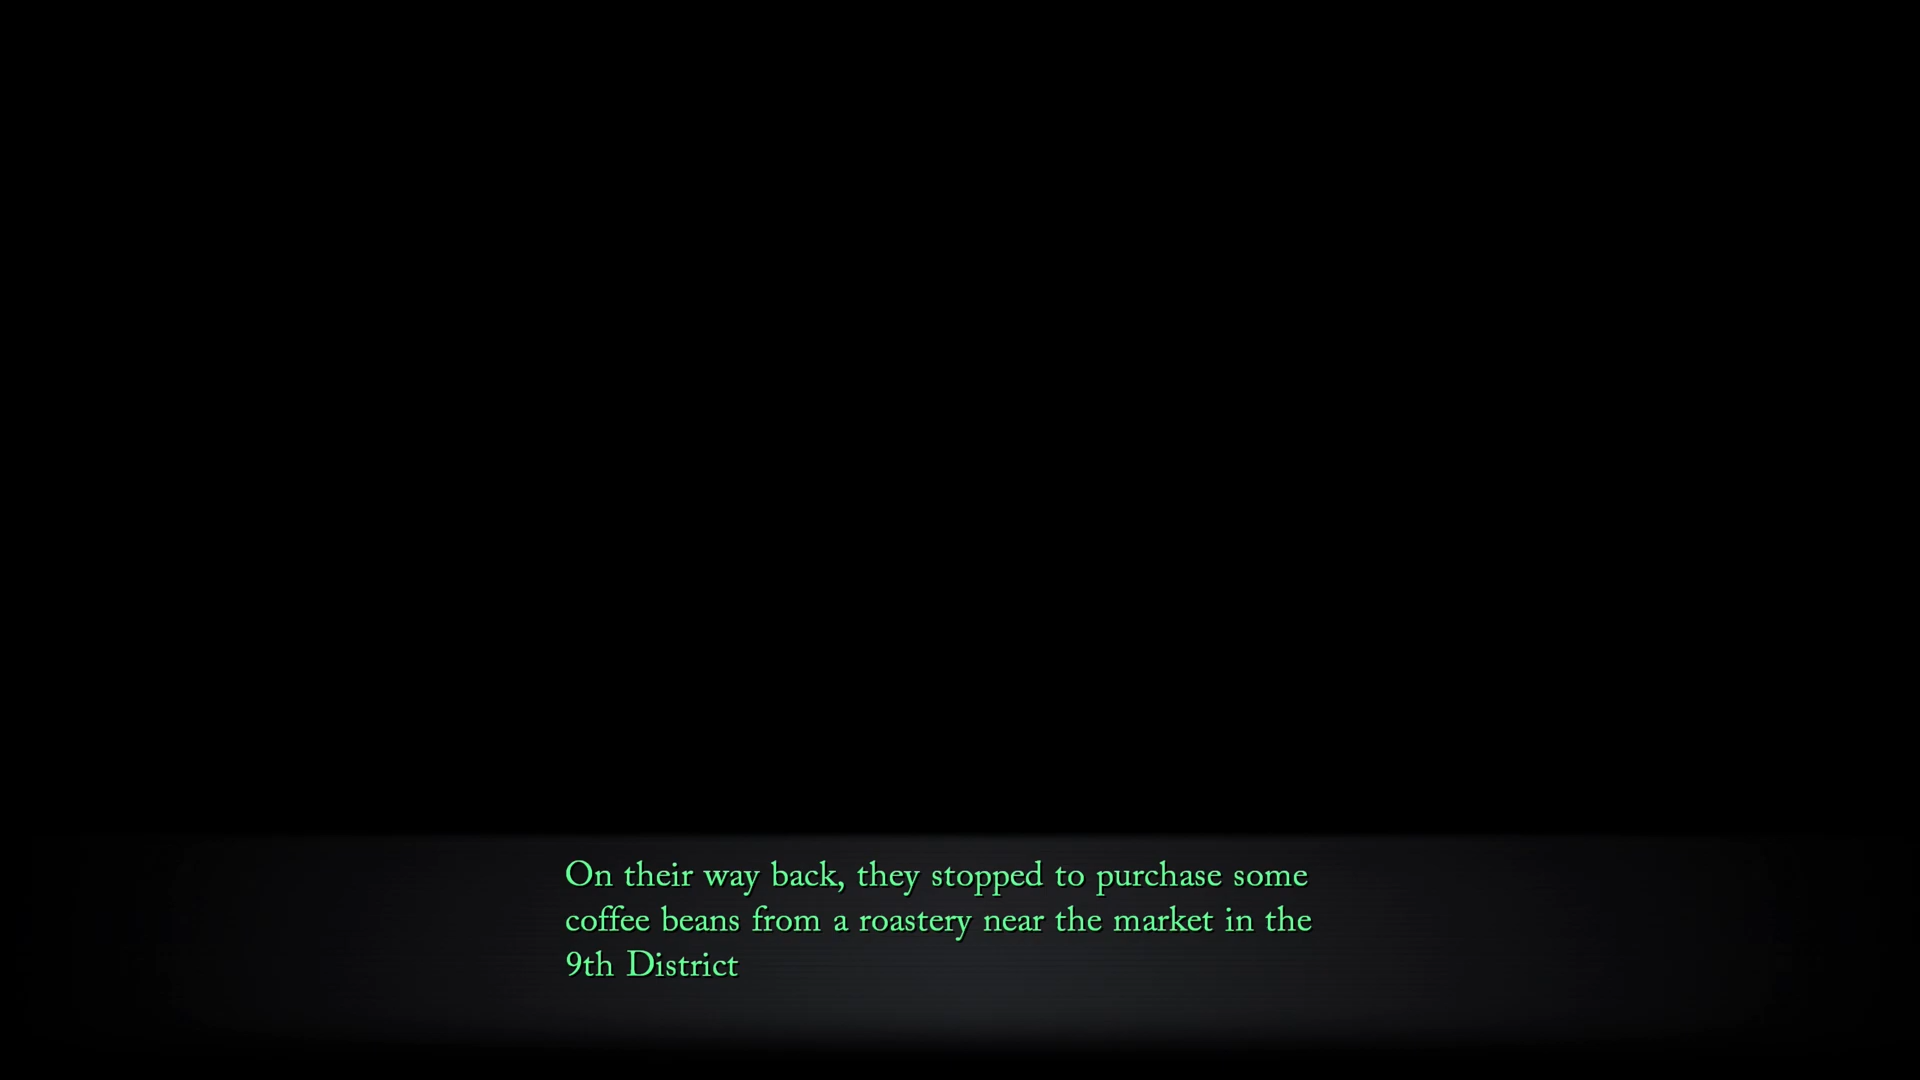 On their way back, they stopped to purchase some
coffee beans from a roastery near the market in the
9th District